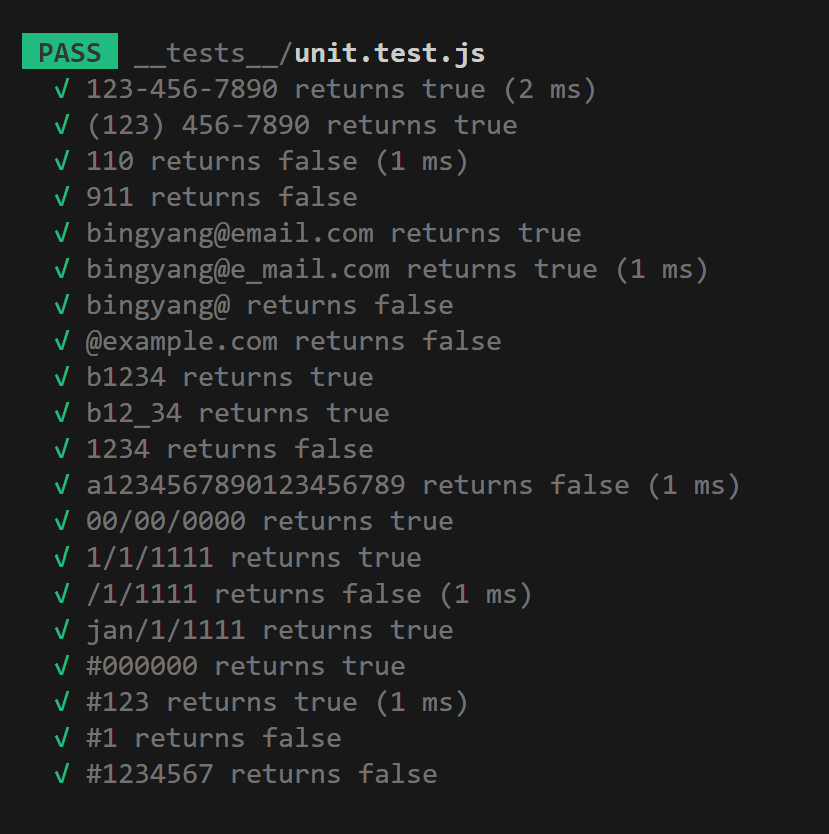 PASS __tests__/unit.test.js
√ 123-456-7890 returns true (2 ms)
√ (123) 456-7890 returns true
√ 110 returns false (1 ms)
√ 911 returns false
√ bingyang@email.com returns true
√ bingyang@e_mail.com returns true (1 ms)
√ bingyang@ returns false
√ @example.com returns false
√ b1234 returns true
√ b12_34 returns true
√ 1234 returns false
√ a1234567890123456789 returns false (1 ms)
√ 00/00/0000 returns true
√ 1/1/1111 returns true
√ /1/1111 returns false (1 ms)
√ jan/1/1111 returns true
√ #000000 returns true
√ #123 returns true (1 ms)
√ #1 returns false
√ #1234567 returns false